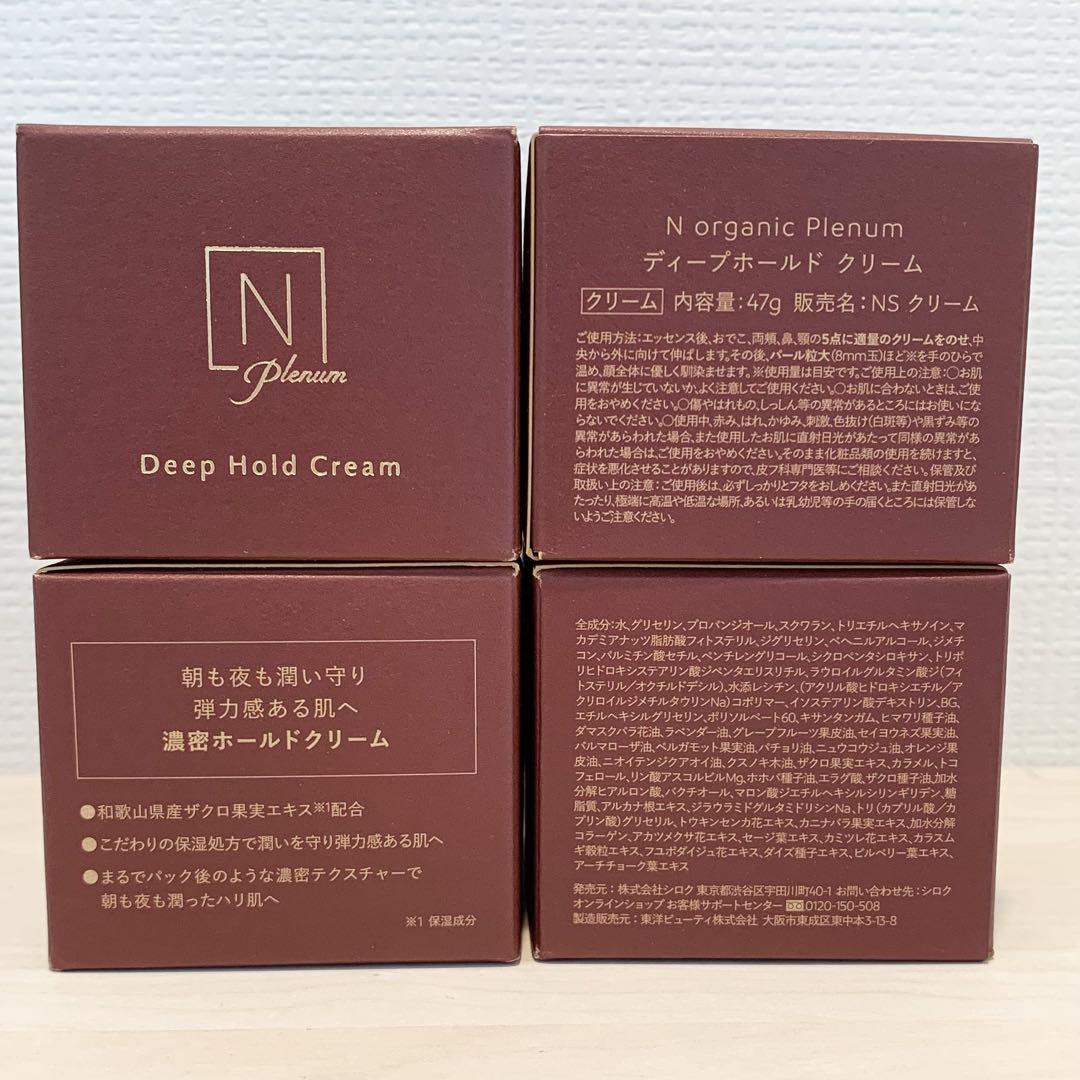 N
Plenum
Deep Hold Cream
N organic Plenum
ディープホールド クリーム
クリーム 内容量:47g 販売名:NS クリーム
ご使用方法:エッセンス後、おでこ、両頬、鼻、顎の5点に適量のクリームをのせ、中
央から外に向けて伸ばします。その後、パール粒大(8mm玉)ほど※を手のひらで
温め、顔全体に優しく馴染ませます。※使用量は目安です。ご使用上の注意:○お肌
に異常が生じていないか、よく注意してご使用ください。○お肌に合わないときは、ご使
用をおやめください。○傷やはれもの、しっしん等の異常があるところにはお使いにな
らないでください。○使用中、赤み、はれ、かゆみ、刺激、色抜け(白斑等)や黒ずみ等の
異常があらわれた場合、また使用したお肌に直射日光があたって同様の異常があ
らわれた場合は、ご使用をおやめください。そのまま化粧品類の使用を続けますと、
症状を悪化させることがありますので、皮フ科専門医等にご相談ください。保管及び
取扱い上の注意:ご使用後は、必ずしっかりとフタをおしめください。また直射日光があ
たったり、極端に高温や低温な場所、あるいは乳幼児等の手の届くところには保管しな
いようご注意ください。
朝も夜も潤い守り
弾力感ある肌へ
濃密ホールドクリーム
●和歌山県産ザクロ果実エキス※1配合
●こだわりの保湿処方で潤いを守り弾力感ある肌へ
●まるでパック後のような濃密テクスチャーで
朝も夜も潤ったハリ肌へ
※1 保湿成分
全成分:水、グリセリン、プロパンジオール、スクワラン、トリエチルヘキサノイン、マ
カデミアナッツ脂肪酸フィトステリル、ジグリセリン、ベヘニルアルコール、ジメチ
コン、パルミチン酸セチル、ペンチレングリコール、シクロペンタシロキサン、トリポ
リヒドロキシステアリン酸ジペンタエリスリチル、ラウロイルグルタミン酸ジ(フィ
トステリル/オクチルドデシル)、水添レシチン、(アクリル酸ヒドロキシエチル/ア
クリロイルジメチルタウリンNa)コポリマー、イソステアリン酸デキストリン、BG、
エチルヘキシルグリセリン、ポリソルベート60、キサンタンガム、ヒマワリ種子油、
ダマスクバラ花油、ラベンダー油、グレープフルーツ果皮油、セイヨウネズ果実油、
パルマローザ油、ベルガモット果実油、パチョリ油、ニュウコウジュ油、オレンジ果
皮油、ニオイテンジクアオイ油、クスノキ木油、ザクロ果実エキス、カラメル、トコ
フェロール、リン酸アスコルビルMg、ホホバ種子油、エラグ酸、ザクロ種子油、加水
分解ヒアルロン酸、バクチオール、マロン酸ジエチルヘキシルシリンギリデン、糖
脂質、アルカナ根エキス、ジラウラミドグルタミドリシンNa、トリ(カプリル酸/カ
プリン酸)グリセリル、トウキンセンカ花エキス、カニナバラ果実エキス、加水分解
コラーゲン、アカツメクサ花エキス、セージ葉エキス、カミツレ花エキス、カラスム
ギ穀粒エキス、フユボダイジュ花エキス、ダイズ種子エキス、ビルベリー葉エキス、
アーチチョーク葉エキス
発売元:株式会社シロク 東京都渋谷区宇田川町40-1 お問い合わせ先:シロク
オンラインショップ お客様サポートセンター 0120-150-508
製造販売元:東洋ビューティ株式会社 大阪市東成区東中本3-13-8